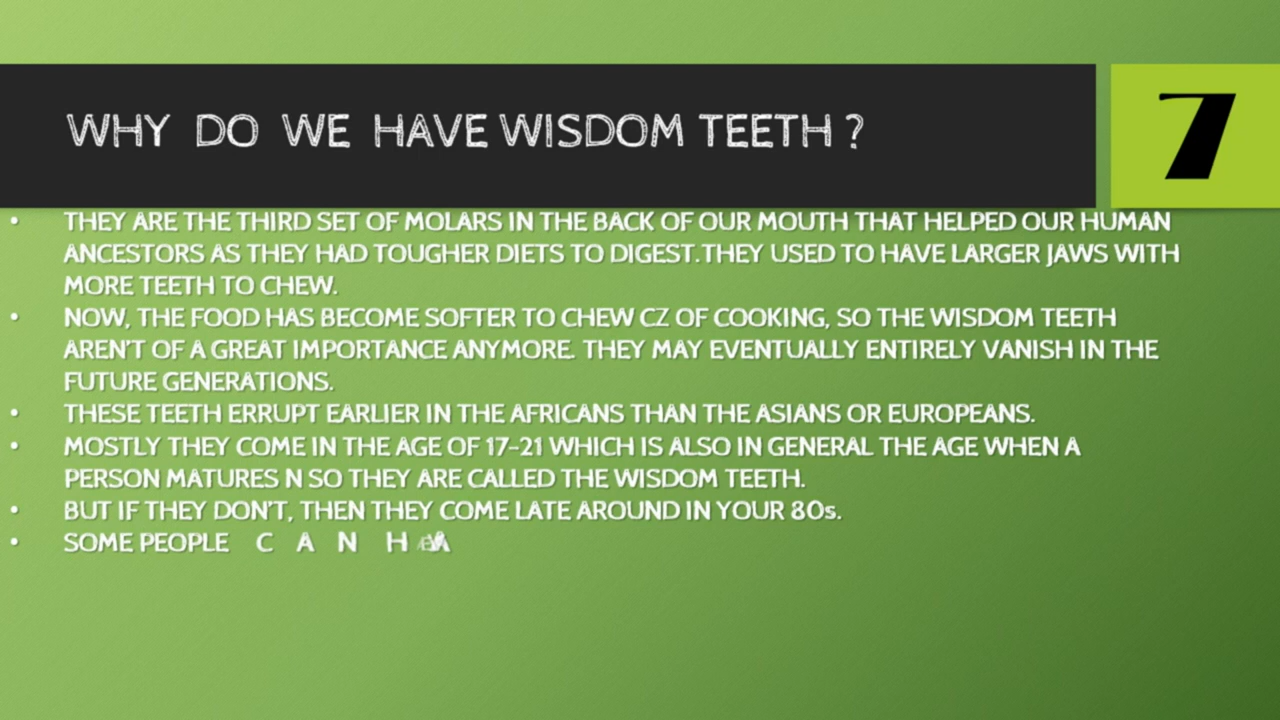 WHY DO WE HAVE WISDOM TEETH ?
7
• THEY ARE THE THIRD SET OF MOLARS IN THE BACK OF OUR MOUTH THAT HELPED OUR HUMAN
ANCESTORS AS THEY HAD TOUGHER DIETS TO DIGEST.THEY USED TO HAVE LARGER JAWS WITH
MORE TEETH TO CHEW.
• NOW, THE FOOD HAS BECOME SOFTER TO CHEW CZ OF COOKING, SO THE WISDOM TEETH
AREN'T OF A GREAT IMPORTANCE ANYMORE. THEY MAY EVENTUALLY ENTIRELY VANISH IN THE
FUTURE GENERATIONS.
• THESE TEETH ERRUPT EARLIER IN THE AFRICANS THAN THE ASIANS OR EUROPEANS.
• MOSTLY THEY COME IN THE AGE OF 17-21 WHICH IS ALSO IN GENERAL THE AGE WHEN A
PERSON MATURES N SO THEY ARE CALLED THE WISDOM TEETH.
• BUT IF THEY DON'T, THEN THEY COME LATE AROUND IN YOUR 80s.
• SOME PEOPLE C A N